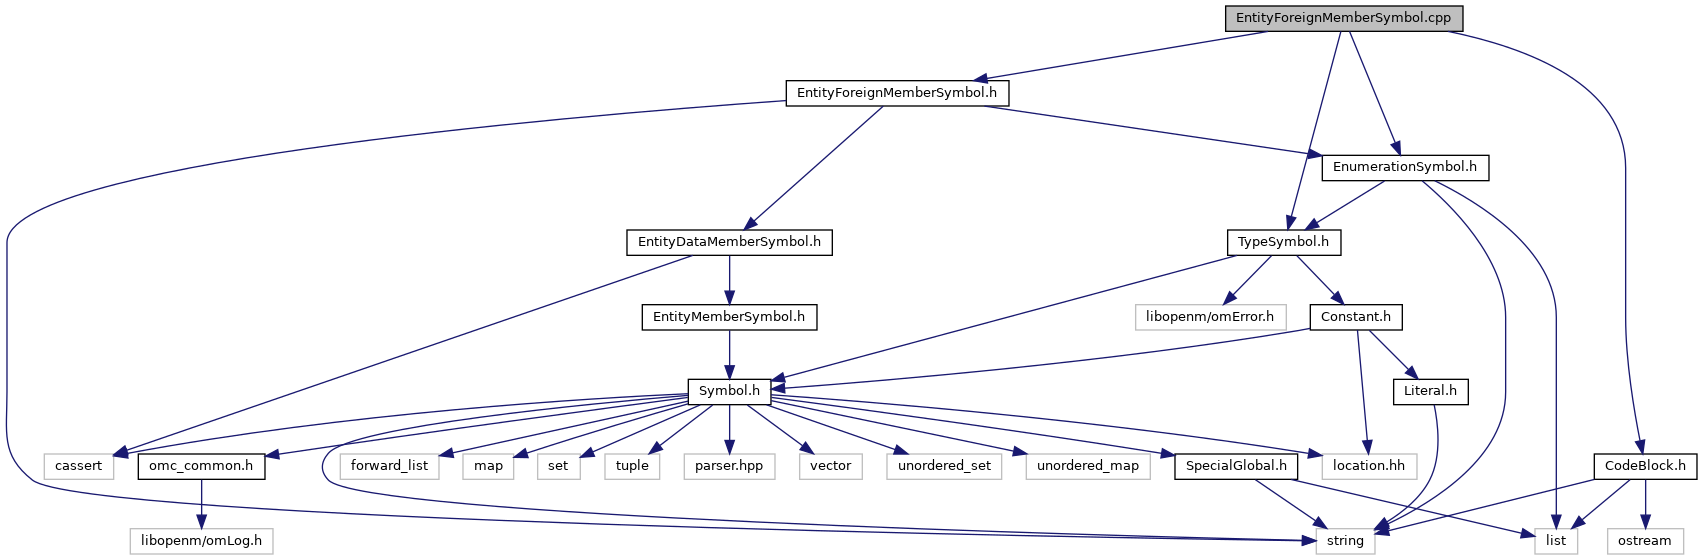 EntityForeignMemberSymbol.cpp
EntityForeignMemberSymbol.h
EnumerationSymbol.h
EntityDataMemberSymbol.h
TypeSymbol.h
EntityMemberSymbol.h
libopenm/omError.h
Constant.h
Symbol.h
Literal.h
cassert
omc_common.h
forward_list
map
set
tuple
parser.hpp
vector
unordered_set
unordered_map
SpecialGlobal.h
location.hh
CodeBlock.h
libopenm/omLog.h
string
list
ostream